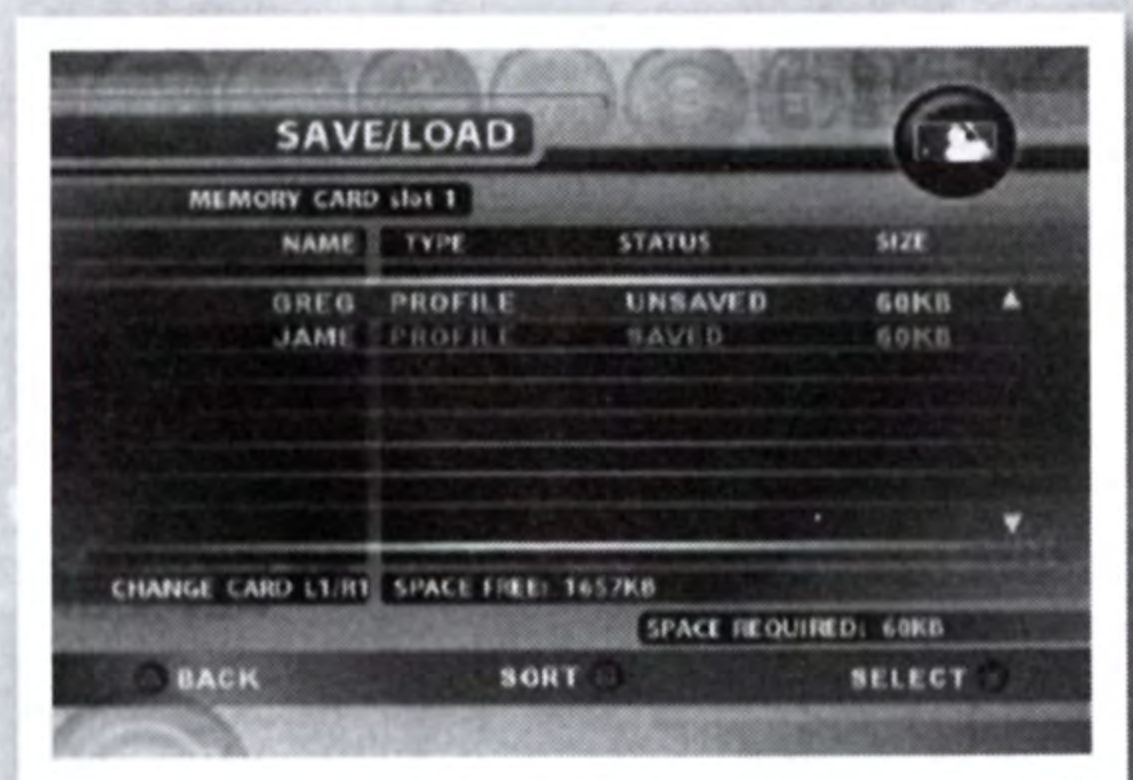 SAVE/LOAD
MEMORY CARD slot 1
NAME TYPE STATUS SIZE
GREG PROFILE UNSAVED 60KB
JAME PROFILE SAVED 60KB
CHANGE CARD L1/R1 SPACE FREE: 1657KB
SPACE REQUIRED: 60KB
BACK SORT SELECT